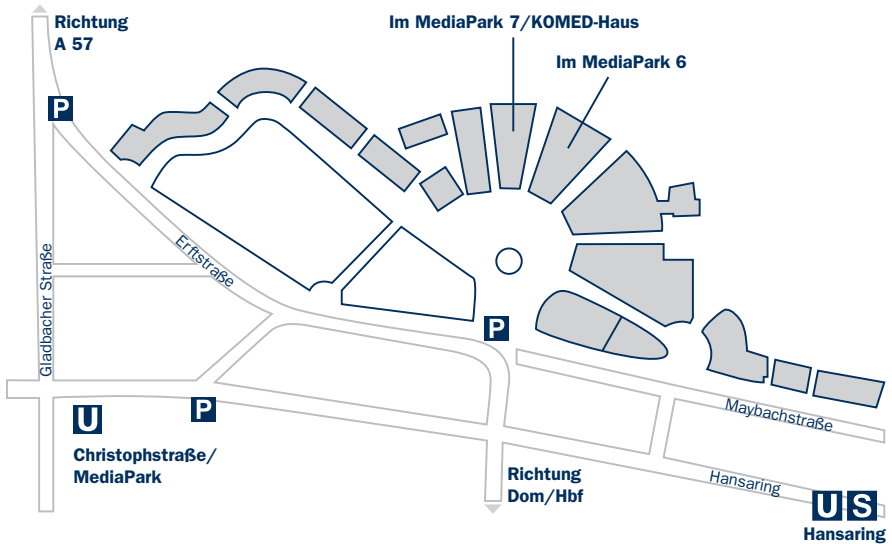 Richtung
A 57
Im MediaPark 7/KOMED-Haus
Im MediaPark 6
P
Gladbacher Straße
Erftstraße
P
P
U
Christophstraße/
MediaPark
Maybachstraße
Hansaring
Richtung
Dom/Hbf
U S
Hansaring